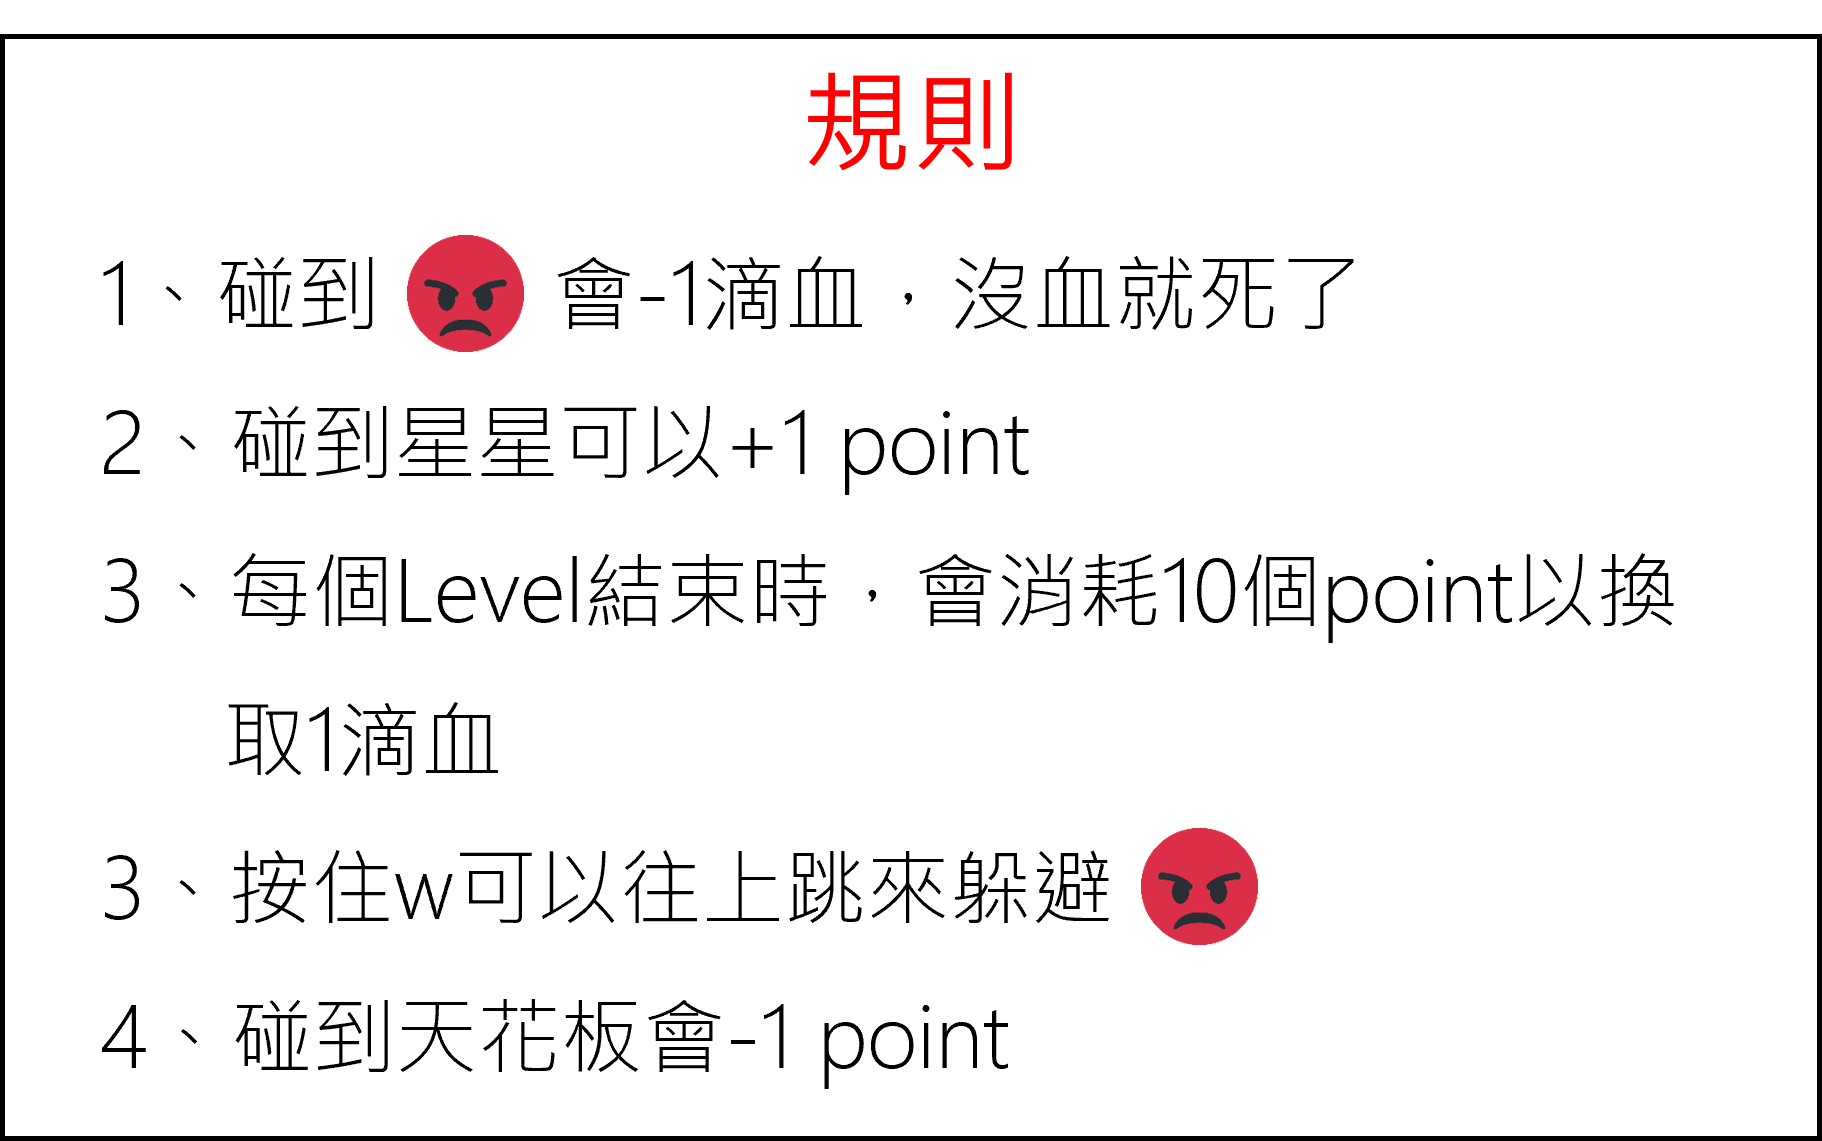 規則
1、碰到😡會-1滴血，沒血就死了
2、碰到星星可以+1 point
3、每個Level結束時，會消耗10個point以換
取1滴血
3、按住w可以往上跳來躲避😡
4、碰到天花板會-1 point